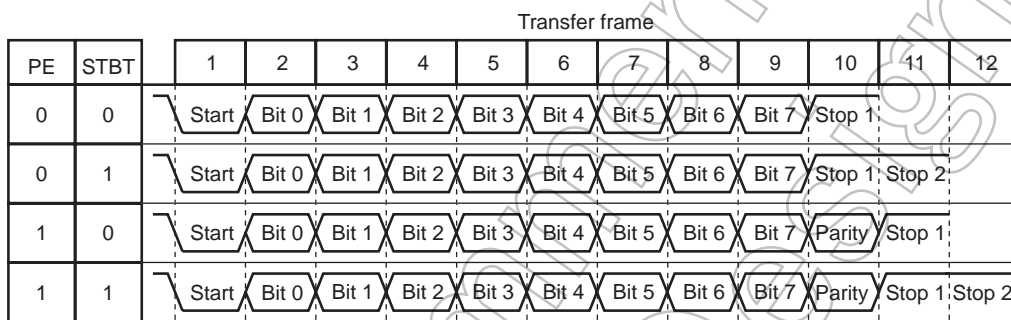 Transfer frame
PE STBT 1 2 3 4 5 6 7 8 9 10 11 12
0 0 Start Bit 0 Bit 1 Bit 2 Bit 3 Bit 4 Bit 5 Bit 6 Bit 7 Stop 1
0 1 Start Bit 0 Bit 1 Bit 2 Bit 3 Bit 4 Bit 5 Bit 6 Bit 7 Stop 1 Stop 2
1 0 Start Bit 0 Bit 1 Bit 2 Bit 3 Bit 4 Bit 5 Bit 6 Bit 7 Parity Stop 1
1 1 Start Bit 0 Bit 1 Bit 2 Bit 3 Bit 4 Bit 5 Bit 6 Bit 7 Parity Stop 1 Stop 2